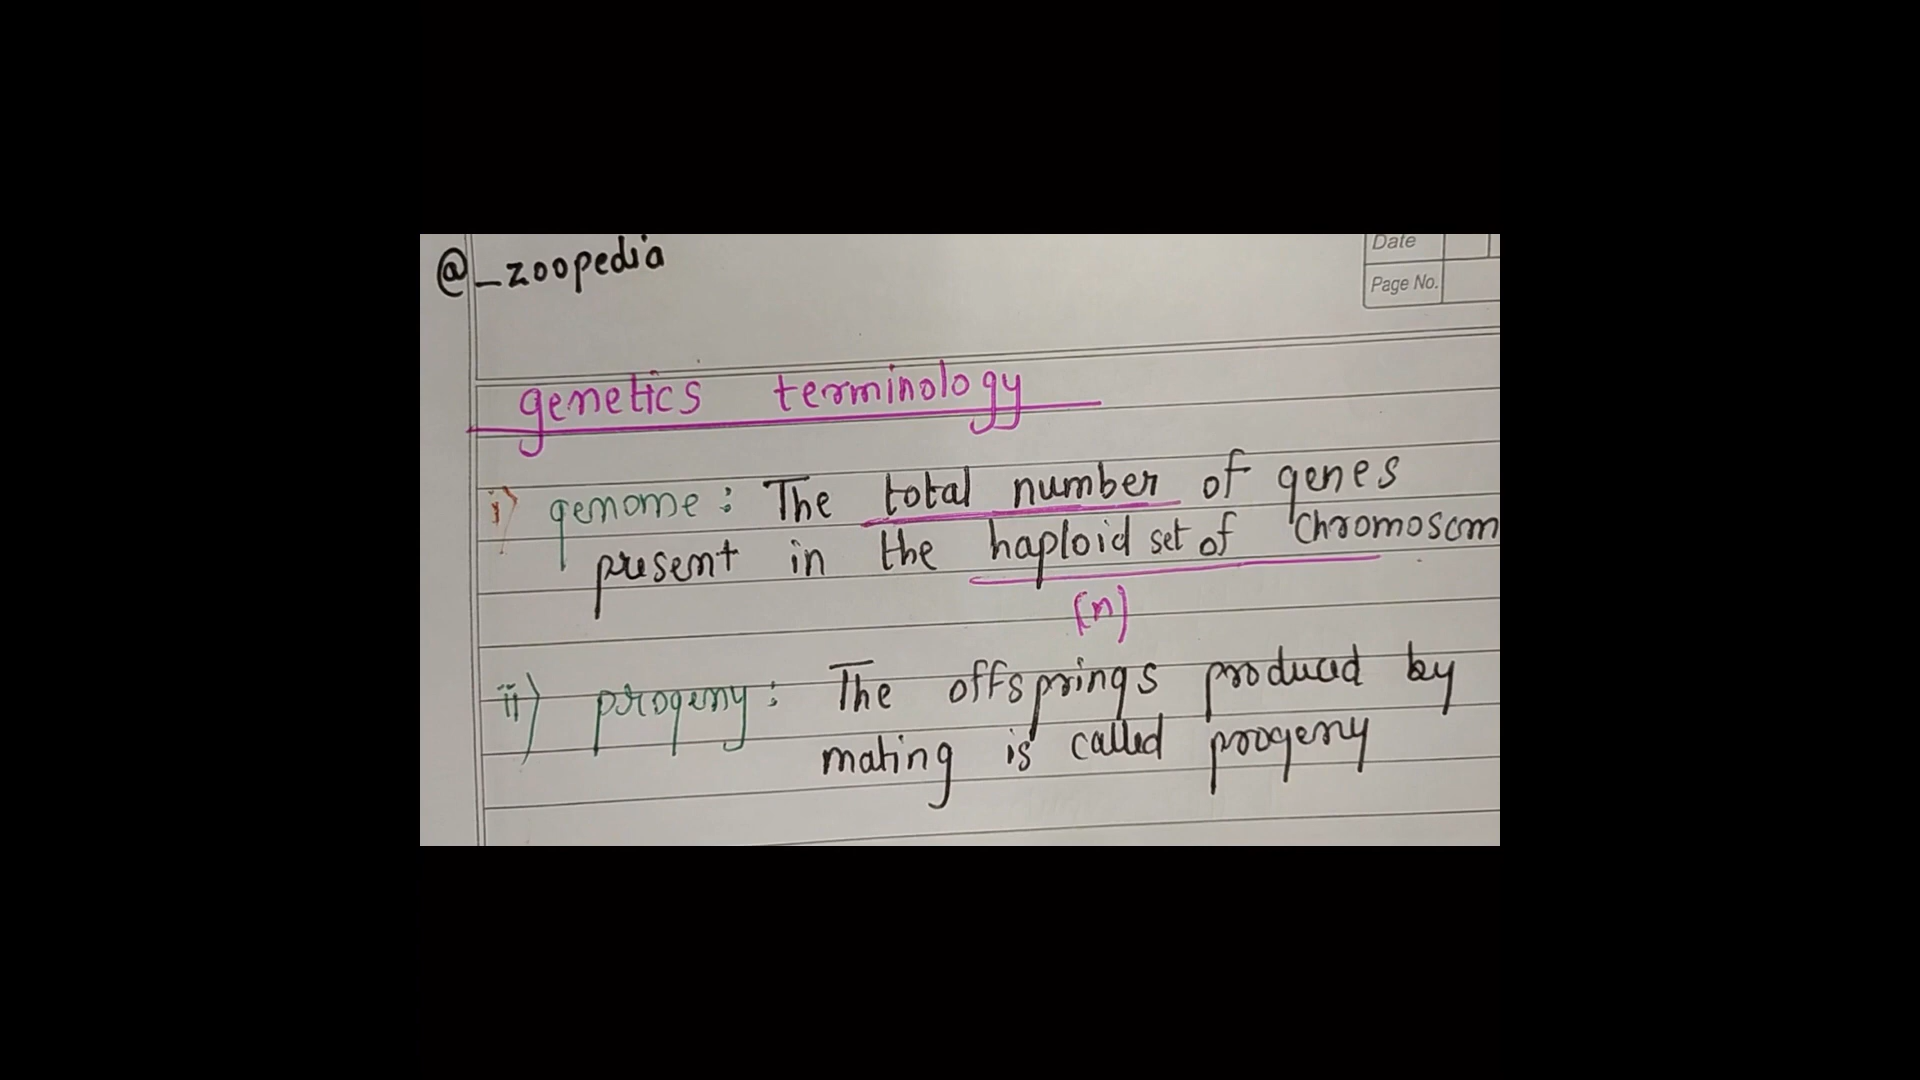 @_zoopedia
Date
Page No.
genetics terminology
i) genome : The total number of genes
present in the haploid set of Chromosom
(n)
ii) progeny : The offsprings produced by
mating is called progeny